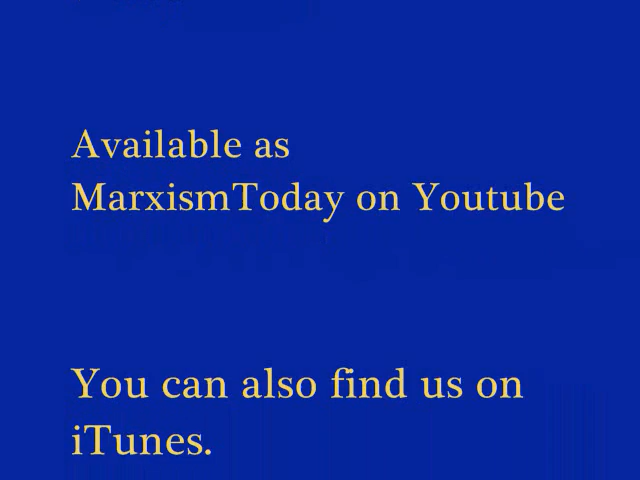 Available as
MarxismToday on Youtube
You can also find us on
iTunes.